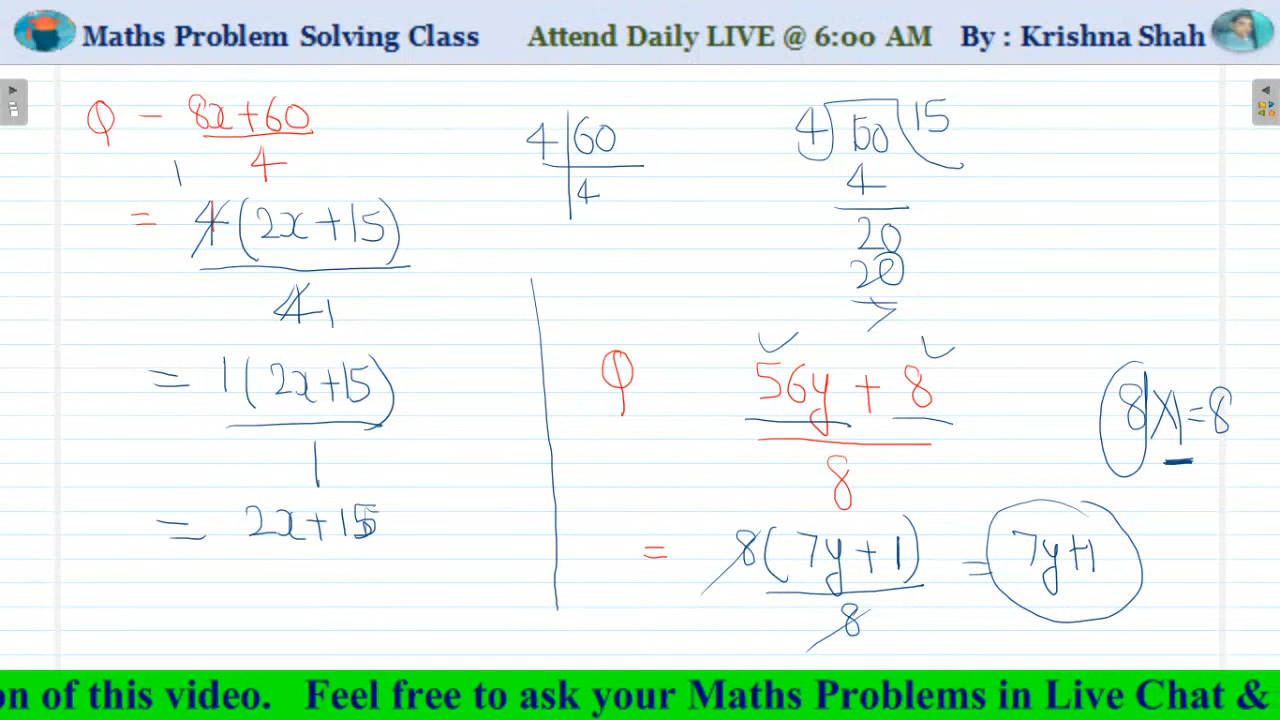 Maths Problem Solving Class Attend Daily LIVE @ 6:00 AM By : Krishna Shah
Q - 8x+60
4
1
= 4(2x+15)
4 1
= 1(2x+15)
1
= 2x+15
4 60
4
4 60 15
4
20
20
Q 56y + 8
8
8 X 1 = 8
= 8(7y+1) = 7y+1
8
on of this video. Feel free to ask your Maths Problems in Live Chat &